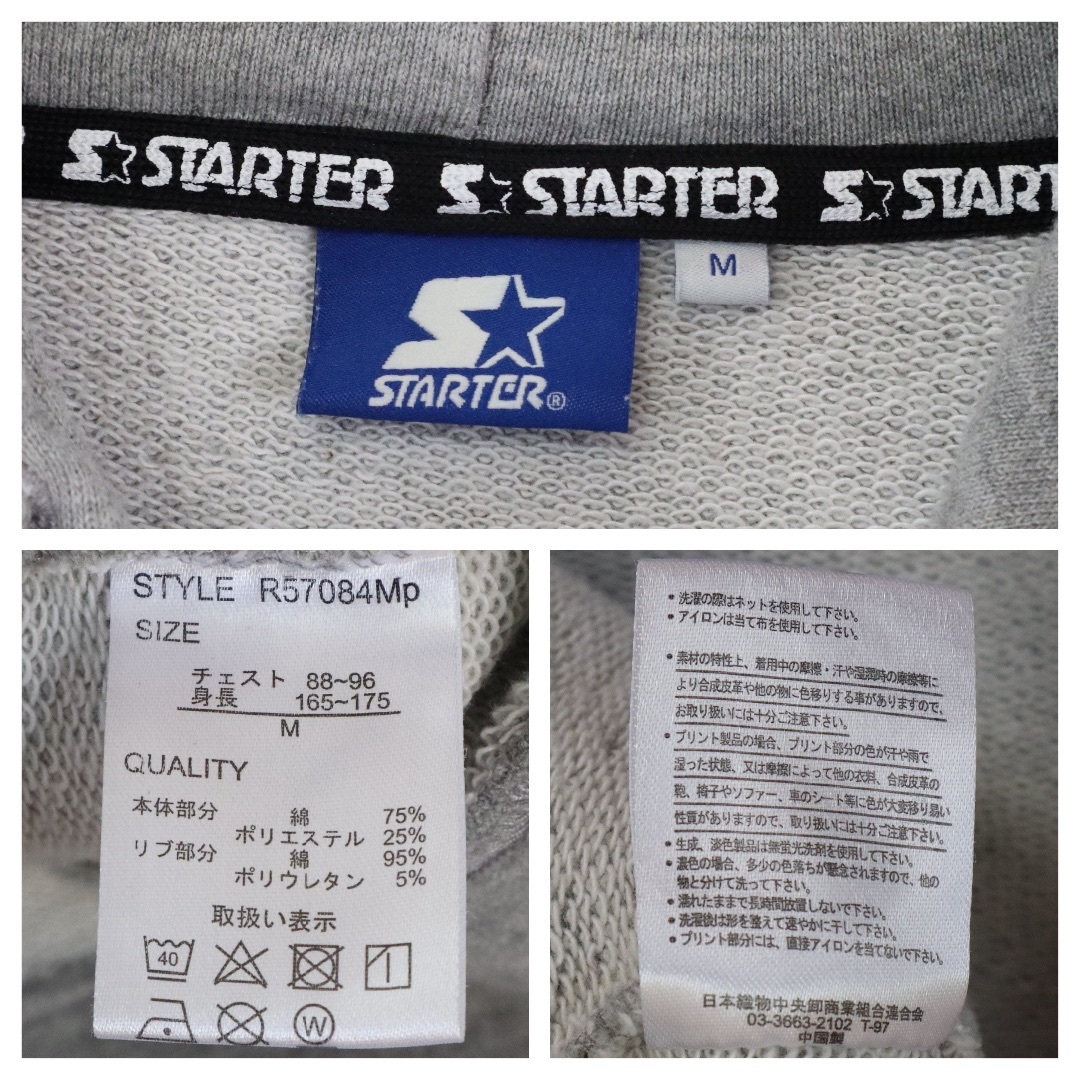 STARTER STARTER START
M
STARTER®
STYLE R57084Mp
SIZE
チェスト 88~96
身長 165~175
M
QUALITY
本体部分 綿 75%
ポリエステル 25%
リブ部分 綿 95%
ポリウレタン 5%
取扱い表示
40
W
• 洗濯の際はネットを使用して下さい。
• アイロンは当て布を使用して下さい。
• 素材の特性上、着用中の摩擦・汗や湿潤時の摩擦等に
より合成皮革や他の物に色移りする事がありますので、
お取り扱いには十分ご注意下さい。
• プリント製品の場合、プリント部分の色が汗や雨で
湿った状態、又は摩擦によって他の衣料、合成皮革の
鞄、椅子やソファー、車のシート等に色が大変移り易い
性質がありますので、取り扱いには十分ご注意下さい。
• 生成、淡色製品は無蛍光洗剤を使用して下さい。
• 濃色の場合、多少の色落ちが懸念されますので、他の
物と分けて洗って下さい。
• 濡れたままで長時間放置しないで下さい。
• 洗濯後は形を整えて速やかに干して下さい。
• プリント部分には、直接アイロンを当てないで下さい。
日本織物中央卸商業組合連合会
03-3663-2102 T-97
中国製